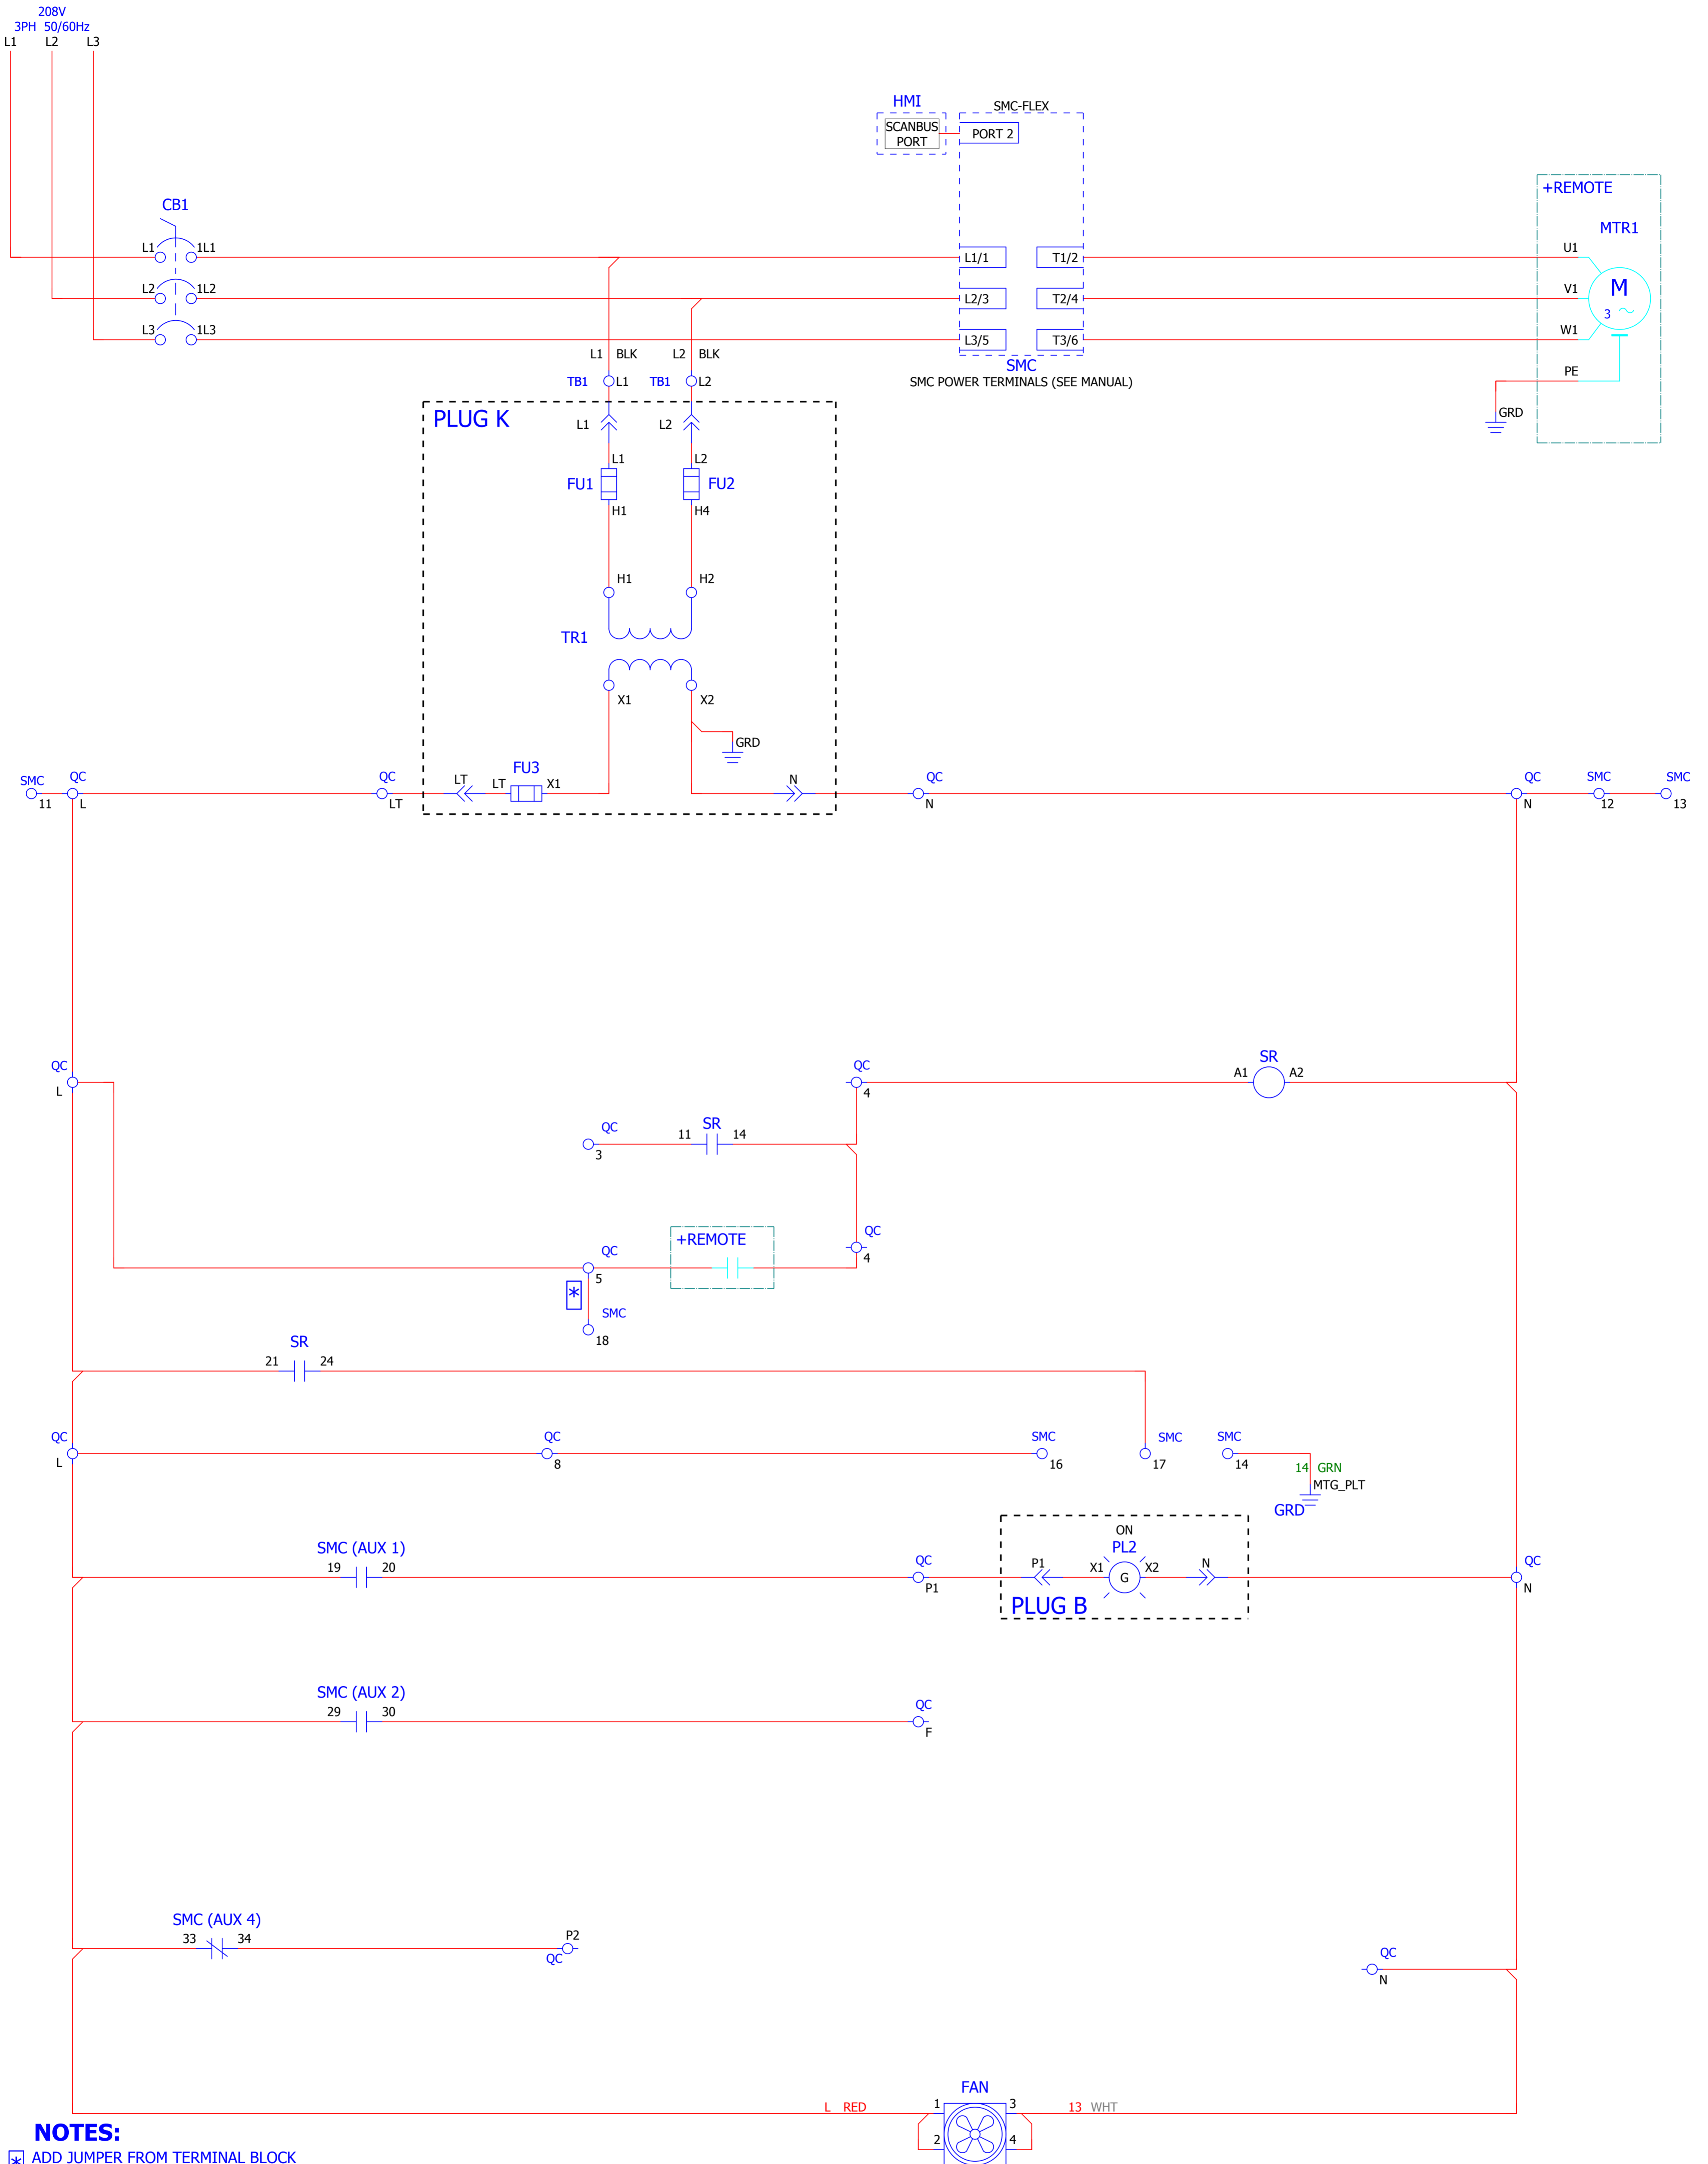 208V
3PH 50/60Hz
L1 L2 L3
HMI
SMC-FLEX
SCANBUS
PORT
PORT 2
+REMOTE
CB1
MTR1
L1 1L1
L1/1 T1/2
U1
L2 1L2
L2/3 T2/4
V1
M
3
L3 1L3
L3/5 T3/6
W1
L1 BLK L2 BLK
SMC
SMC POWER TERMINALS (SEE MANUAL)
PE
TB1 L1 TB1 L2
GRD
PLUG K
L1 L2
L1 L2
FU1 FU2
H1 H4
H1 H2
TR1
X1 X2
GRD
SMC QC QC LT LT FU3 X1 N QC QC SMC SMC
11 L LT N N 12 13
QC QC SR
L 4 A1 A2
QC 11 SR 14
3
QC
4
+REMOTE
QC
5
*
SMC
18
SR
21 24
QC QC SMC SMC SMC
L 8 16 17 14
14 GRN
MTG_PLT
GRD
ON
PL2
SMC (AUX 1)
19 20
QC
P1
P1 X1 G X2 N
QC
N
PLUG B
SMC (AUX 2)
29 30
QC
F
SMC (AUX 4)
33 34
P2
QC
QC
N
FAN
L RED 1 3 13 WHT
2 4
NOTES:
* ADD JUMPER FROM TERMINAL BLOCK